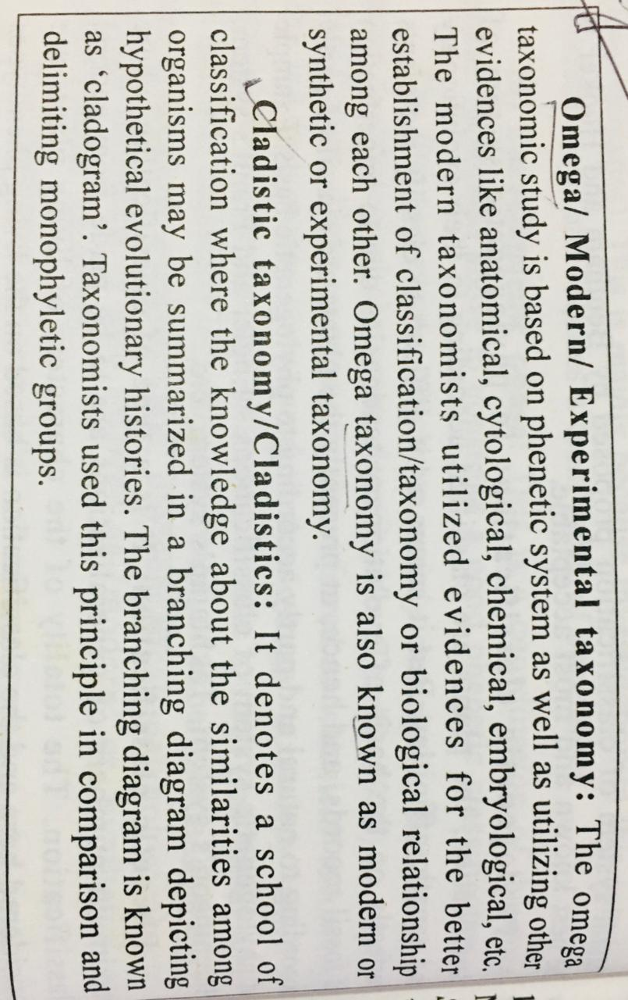 Omega/ Modern/ Experimental taxonomy: The omega
taxonomic study is based on phenetic system as well as utilizing other
evidences like anatomical, cytological, chemical, embryological, etc.
The modern taxonomists utilized evidences for the better
establishment of classification/taxonomy or biological relationship
among each other. Omega taxonomy is also known as modern or
synthetic or experimental taxonomy.
Cladistic taxonomy/Cladistics: It denotes a school of
classification where the knowledge about the similarities among
organisms may be summarized in a branching diagram depicting
hypothetical evolutionary histories. The branching diagram is known
as ‘cladogram’. Taxonomists used this principle in comparison and
delimiting monophyletic groups.